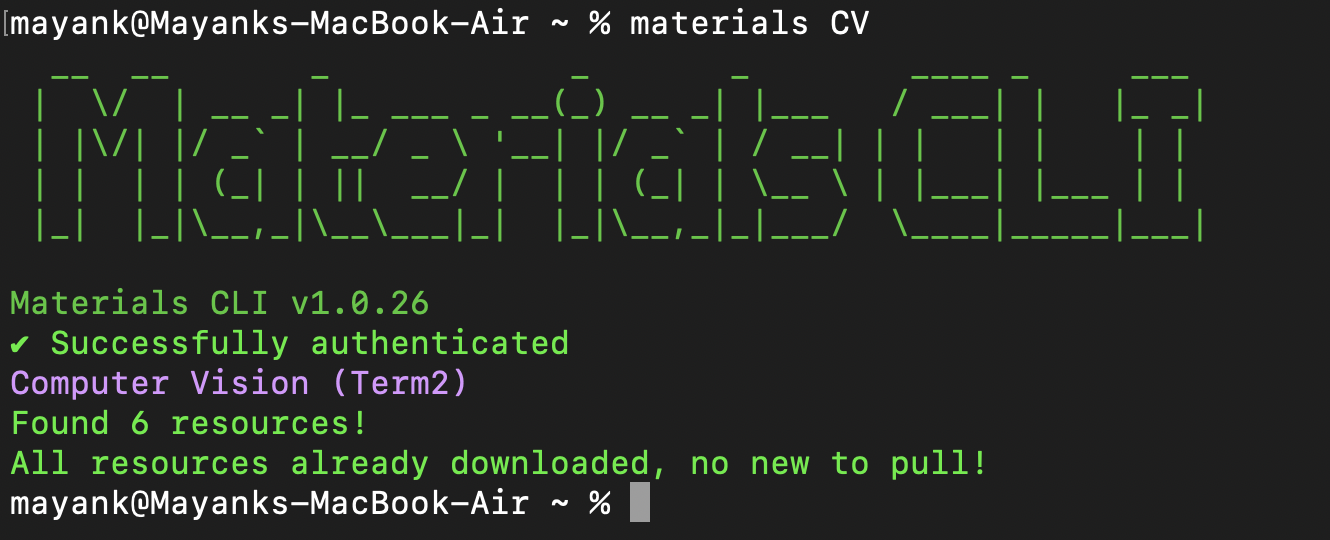 mayank@Mayanks-MacBook-Air ~ % materials CV
Materials CLI
Materials CLI v1.0.26
✔ Successfully authenticated
Computer Vision (Term2)
Found 6 resources!
All resources already downloaded, no new to pull!
mayank@Mayanks-MacBook-Air ~ %